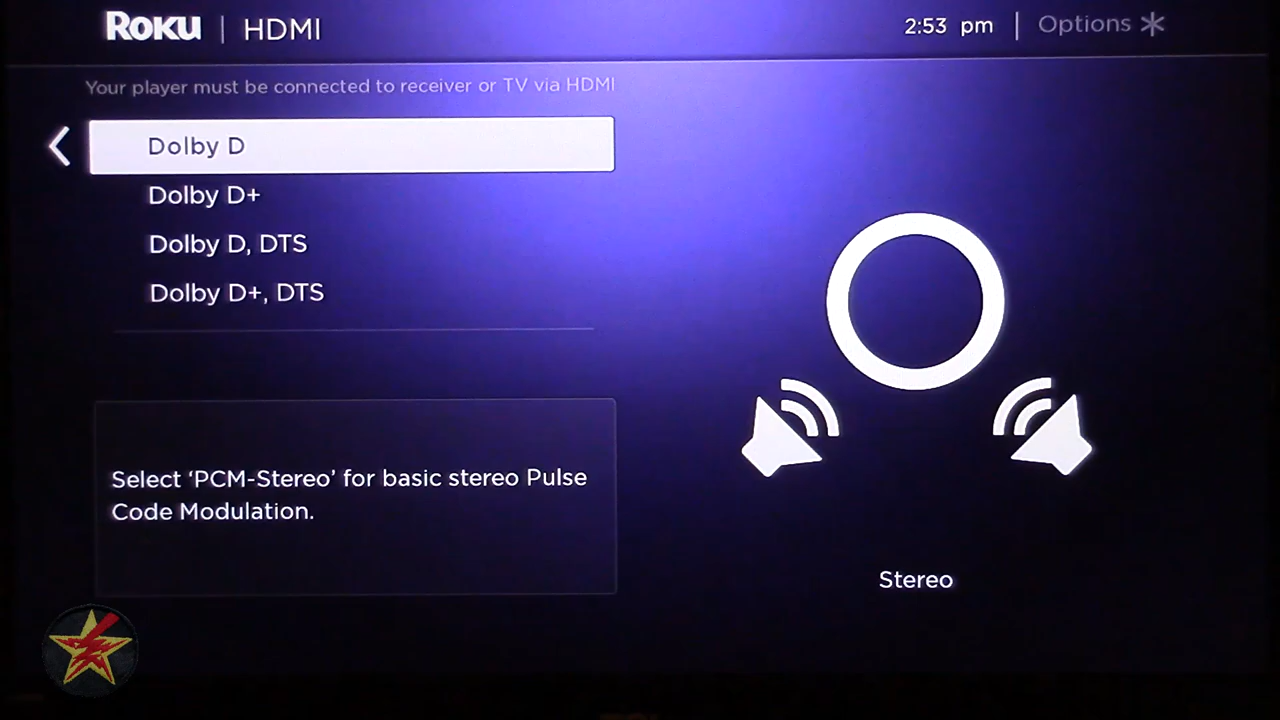 Roku | HDMI
2:53 pm | Options *
Your player must be connected to receiver or TV via HDMI
Dolby D
Dolby D+
Dolby D, DTS
Dolby D+, DTS
Select ‘PCM-Stereo’ for basic stereo Pulse
Code Modulation.
Stereo